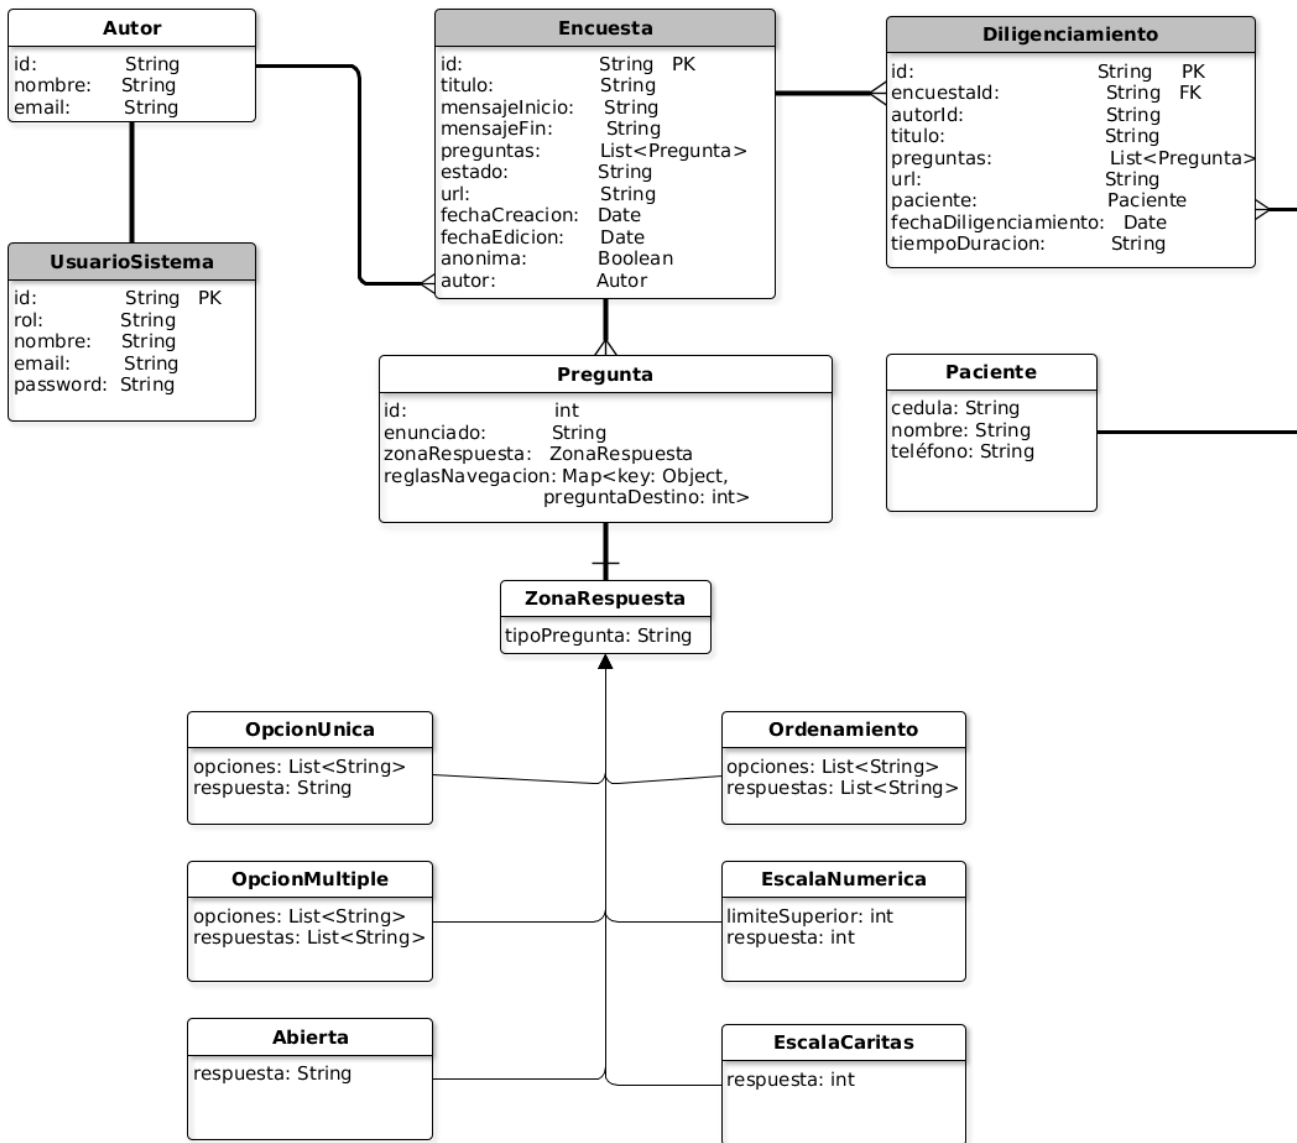 Autor
id: String
nombre: String
email: String
UsuarioSistema
id: String PK
rol: String
nombre: String
email: String
password: String
Encuesta
id: String PK
titulo: String
mensajeInicio: String
mensajeFin: String
preguntas: List<Pregunta>
estado: String
url: String
fechaCreacion: Date
fechaEdicion: Date
anonima: Boolean
autor: Autor
Diligenciamiento
id: String PK
encuestaId: String FK
autorId: String
titulo: String
preguntas: List<Pregunta>
url: String
paciente: Paciente
fechaDiligenciamiento: Date
tiempoDuracion: String
Pregunta
id: int
enunciado: String
zonaRespuesta: ZonaRespuesta
reglasNavegacion: Map<key: Object,
preguntaDestino: int>
Paciente
cedula: String
nombre: String
teléfono: String
ZonaRespuesta
tipoPregunta: String
OpcionUnica
opciones: List<String>
respuesta: String
Ordenamiento
opciones: List<String>
respuestas: List<String>
OpcionMultiple
opciones: List<String>
respuestas: List<String>
EscalaNumerica
limiteSuperior: int
respuesta: int
Abierta
respuesta: String
EscalaCaritas
respuesta: int